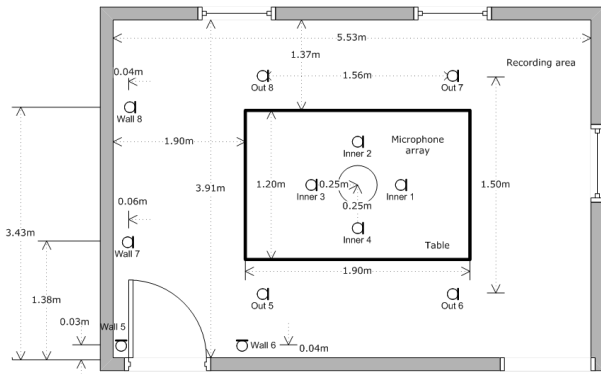 5.53m
1.37m
Recording area
0.04m
Out 8
1.56m
Out 7
Wall 8
1.90m
Inner 2
Microphone
array
3.91m
1.20m
Inner 3
0.25m
Inner 1
1.50m
0.25m
0.06m
3.43m
Inner 4
Wall 7
Table
1.90m
1.38m
Out 5
Out 6
0.03m
Wall 5
Wall 6
0.04m